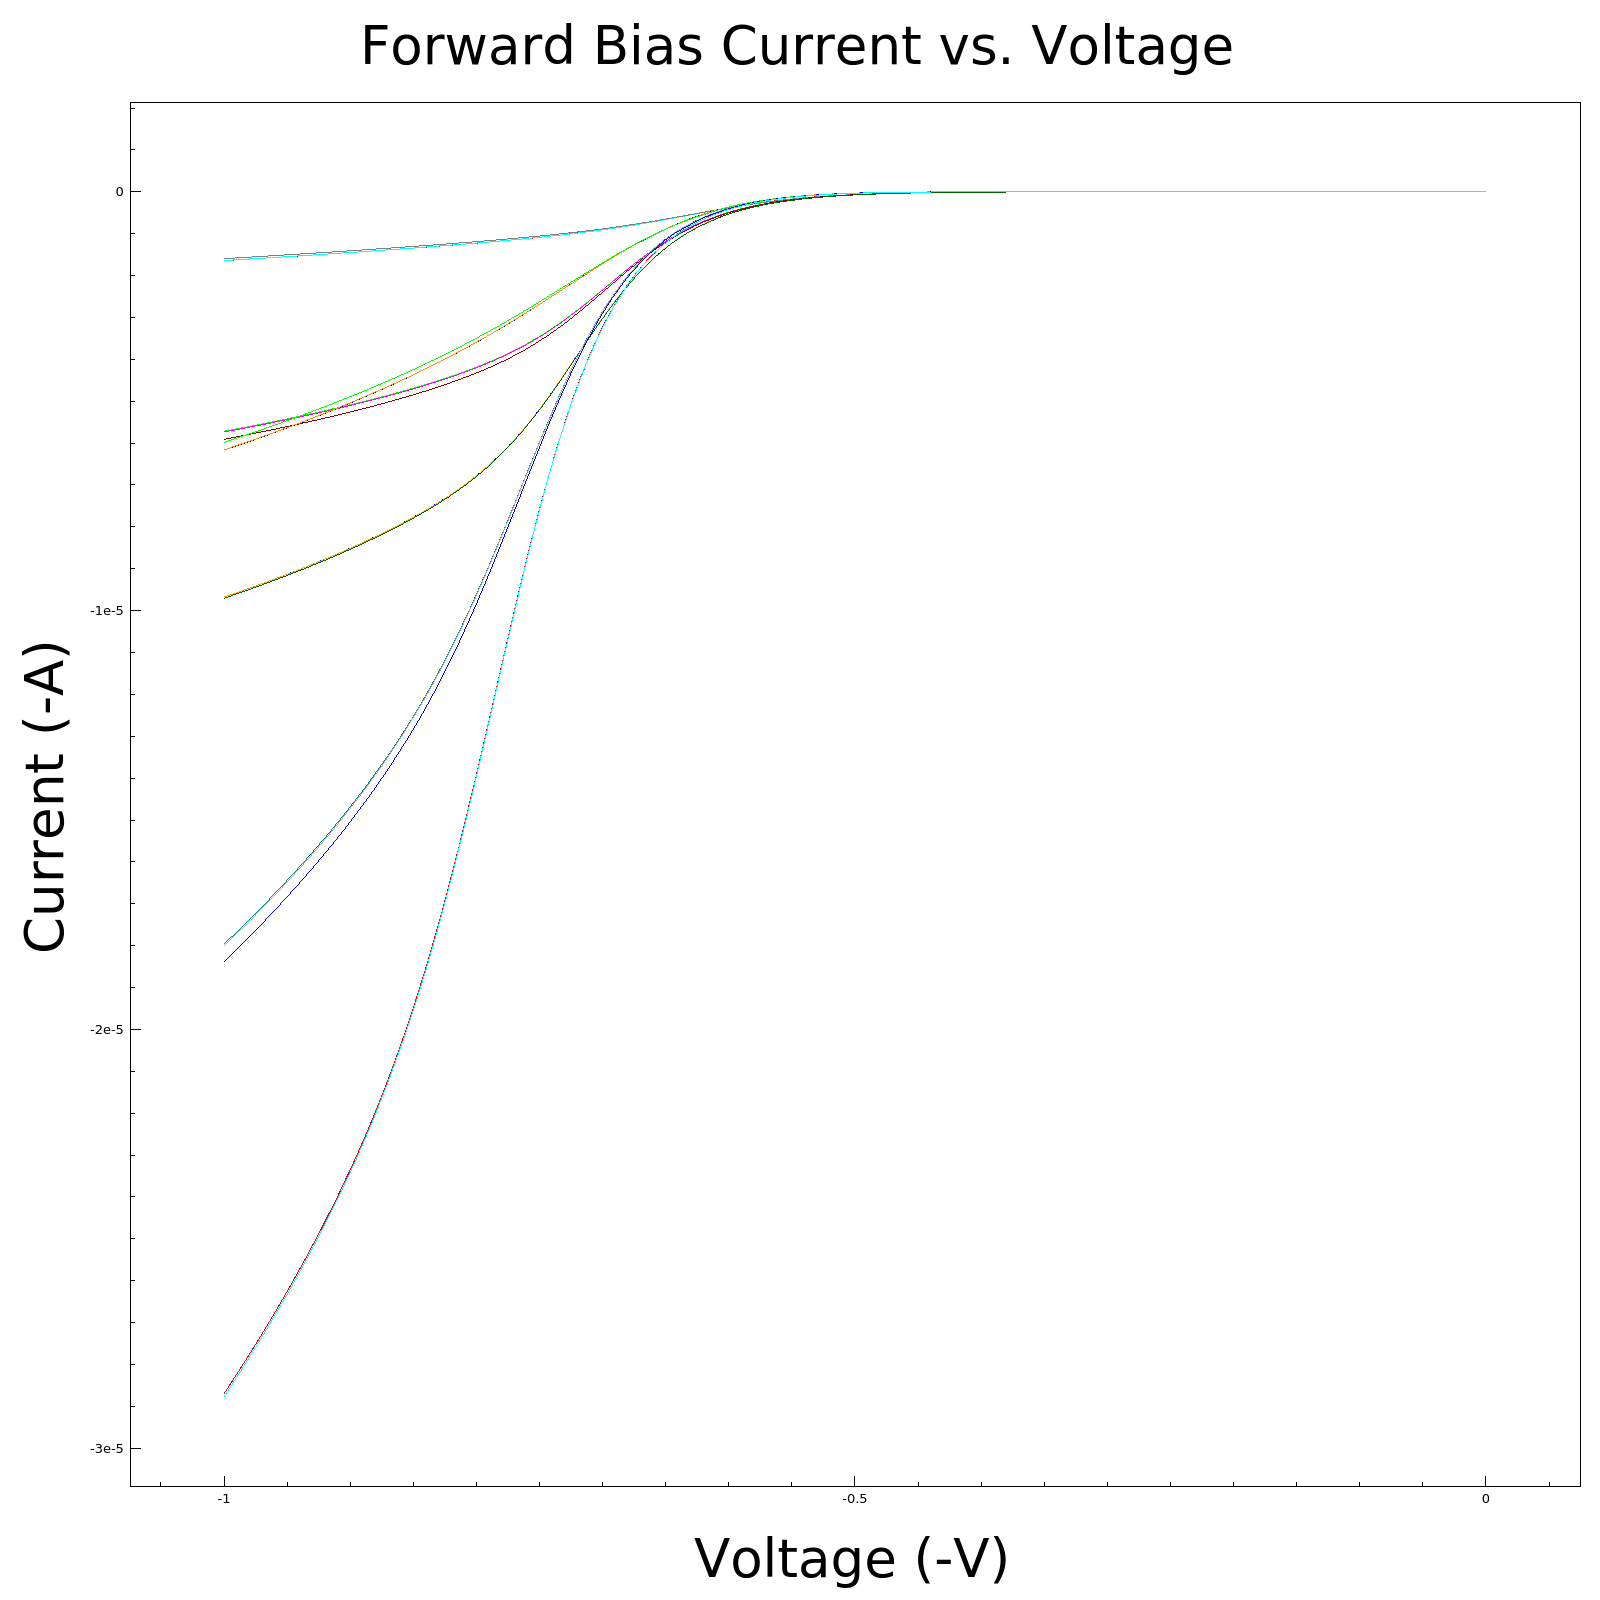 Forward Bias Current vs. Voltage
0
-1e-5
-2e-5
-3e-5
Current (-A)
-1
-0.5
0
Voltage (-V)